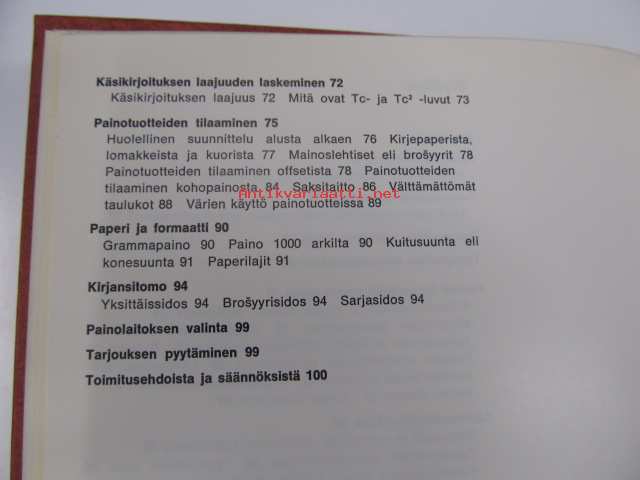 Käsikirjoituksen laajuuden laskeminen 72
Käsikirjoituksen laajuus 72 Mitä ovat Tc- ja Tc² -luvut 73
Painotuotteiden tilaaminen 75
Huolellinen suunnittelu alusta alkaen 76 Kirjepaperista,
lomakkeista ja kuorista 77 Mainoslehtiset eli brošyyrit 78
Painotuotteiden tilaaminen offsetista 78 Painotuotteiden
tilaaminen kohopainosta 84 Saksitaitto 86 Välttämättömät
Antikvariaatti.net
taulukot 88 Värien käyttö painotuotteissa 89
Paperi ja formaatti 90
Grammapaino 90 Paino 1000 arkilta 90 Kuitusuunta eli
konesuunta 91 Paperilajit 91
Kirjansitomo 94
Yksittäissidos 94 Brošyyrisidos 94 Sarjasidos 94
Painolaitoksen valinta 99
Tarjouksen pyytäminen 99
Toimitusehdoista ja säännöksistä 100